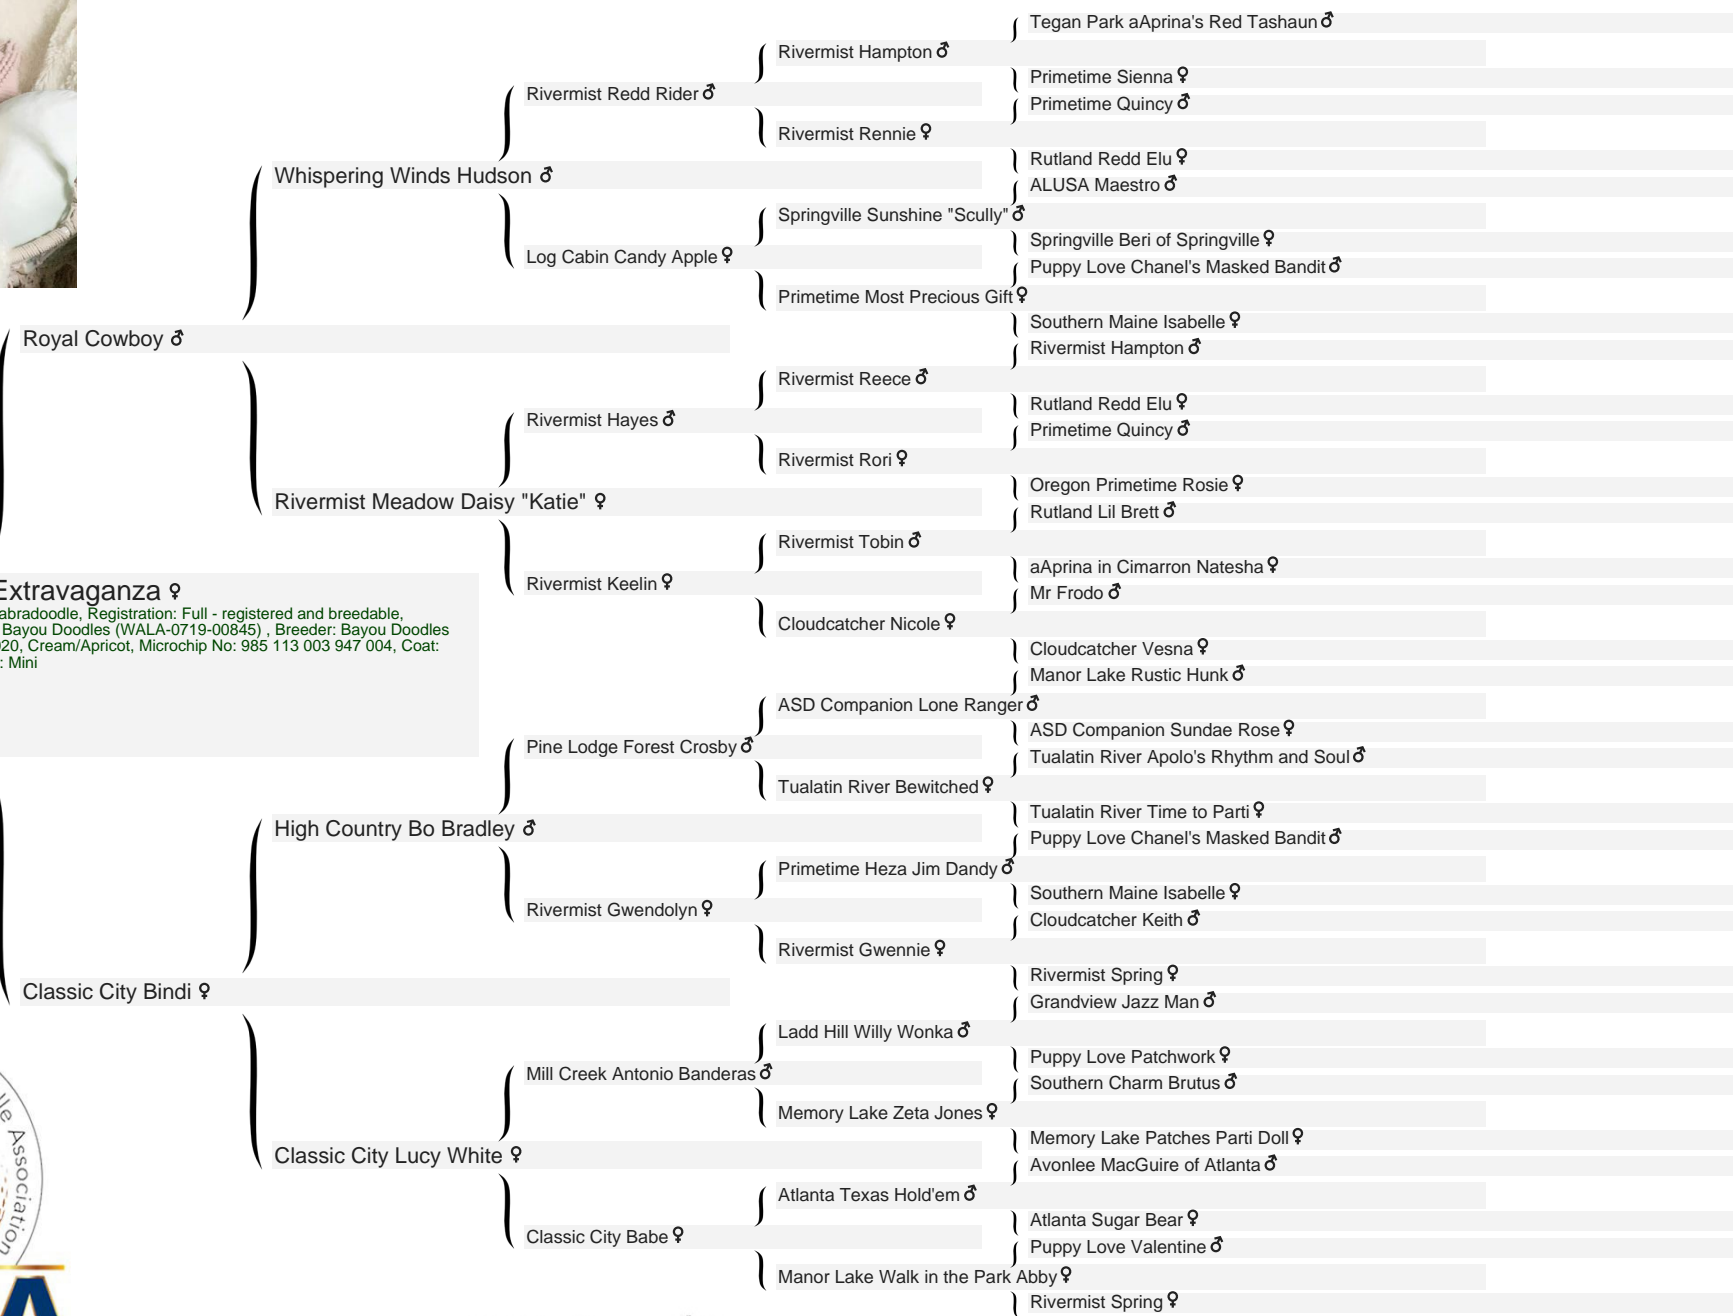 Tegan Park aAprina's Red Tashaun ♂
Rivermist Hampton ♂
Primetime Sienna ♀
Rivermist Redd Rider ♂
Primetime Quincy ♂
Rivermist Rennie ♀
Rutland Redd Elu ♀
Whispering Winds Hudson ♂
ALUSA Maestro ♂
Springville Sunshine "Scully" ♂
Springville Beri of Springville ♀
Log Cabin Candy Apple ♀
Puppy Love Chanel's Masked Bandit ♂
Primetime Most Precious Gift ♀
Southern Maine Isabelle ♀
Royal Cowboy ♂
Rivermist Hampton ♂
Rivermist Reece ♂
Rutland Redd Elu ♀
Rivermist Hayes ♂
Primetime Quincy ♂
Rivermist Rori ♀
Oregon Primetime Rosie ♀
Rivermist Meadow Daisy "Katie" ♀
Rutland Lil Brett ♂
Rivermist Tobin ♂
aAprina in Cimarron Natesha ♀
Rivermist Keelin ♀
Mr Frodo ♂
Cloudcatcher Nicole ♀
Cloudcatcher Vesna ♀
Extravaganza ♀
abradoodle, Registration: Full - registered and breedable,
Bayou Doodles (WALA-0719-00845) , Breeder: Bayou Doodles
020, Cream/Apricot, Microchip No: 985 113 003 947 004, Coat:
: Mini
Manor Lake Rustic Hunk ♂
ASD Companion Lone Ranger ♂
ASD Companion Sundae Rose ♀
Pine Lodge Forest Crosby ♂
Tualatin River Apolo's Rhythm and Soul ♂
Tualatin River Bewitched ♀
Tualatin River Time to Parti ♀
High Country Bo Bradley ♂
Puppy Love Chanel's Masked Bandit ♂
Primetime Heza Jim Dandy ♂
Southern Maine Isabelle ♀
Rivermist Gwendolyn ♀
Cloudcatcher Keith ♂
Rivermist Gwennie ♀
Rivermist Spring ♀
Classic City Bindi ♀
Grandview Jazz Man ♂
Ladd Hill Willy Wonka ♂
Puppy Love Patchwork ♀
Mill Creek Antonio Banderas ♂
Southern Charm Brutus ♂
Memory Lake Zeta Jones ♀
Memory Lake Patches Parti Doll ♀
Classic City Lucy White ♀
Avonlee MacGuire of Atlanta ♂
Atlanta Texas Hold'em ♂
Atlanta Sugar Bear ♀
Classic City Babe ♀
Puppy Love Valentine ♂
Manor Lake Walk in the Park Abby ♀
Rivermist Spring ♀
lle Association
A